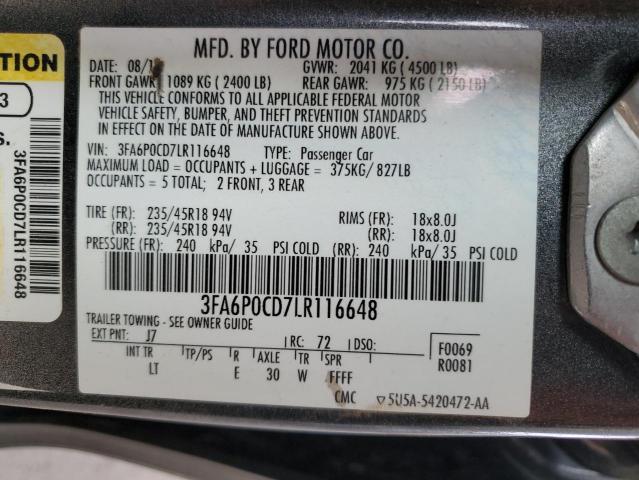 TION
3
S.
3FA6P0CD7LR116648
MFD. BY FORD MOTOR CO.
DATE: 08/1 GVWR: 2041 KG ( 4500 LB)
FRONT GAWR: 1089 KG ( 2400 LB) REAR GAWR: 975 KG ( 2150 LB)
THIS VEHICLE CONFORMS TO ALL APPLICABLE FEDERAL MOTOR
VEHICLE SAFETY, BUMPER, AND THEFT PREVENTION STANDARDS
IN EFFECT ON THE DATE OF MANUFACTURE SHOWN ABOVE.
VIN: 3FA6P0CD7LR116648 TYPE: Passenger Car
MAXIMUM LOAD = OCCUPANTS + LUGGAGE = 375KG/ 827LB
OCCUPANTS = 5 TOTAL; 2 FRONT, 3 REAR
TIRE (FR): 235/45R18 94V RIMS (FR): 18x8.0J
(RR): 235/45R18 94V (RR): 18x8.0J
PRESSURE (FR): 240 kPa/ 35 PSI COLD (RR): 240 kPa/ 35 PSI COLD
3FA6P0CD7LR116648
TRAILER TOWING - SEE OWNER GUIDE
EXT PNT: J7 RC: 72 DSO: F0069
INT TR TP/PS R AXLE TR SPR R0081
LT E 30 W FFFF
CMC ▽5U5A-5420472-AA